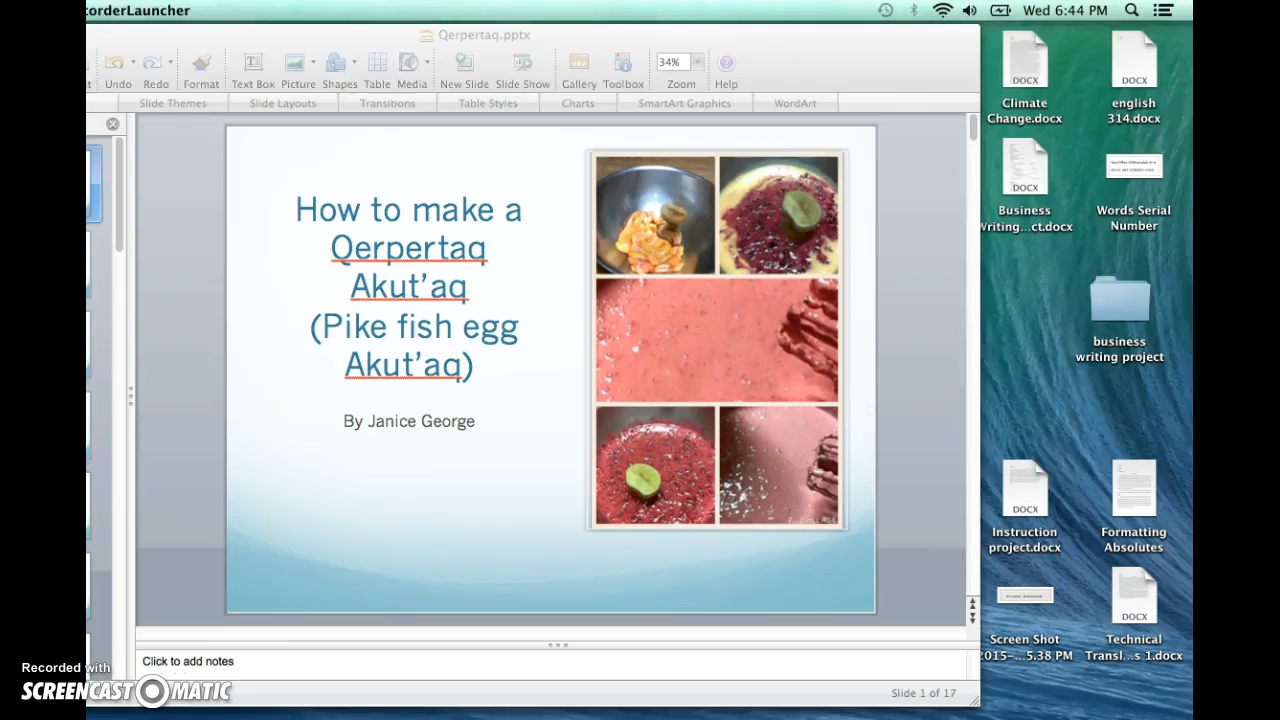 corderLauncher
Wed 6:44 PM
Qerpertaq.pptx
34%
Undo Redo Format Text Box Picture Shapes Table Media New Slide Slide Show Gallery Toolbox Zoom Help
Slide Themes Slide Layouts Transitions Table Styles Charts SmartArt Graphics WordArt
How to make a
Qerpertaq
Akut’aq
(Pike fish egg
Akut’aq)
By Janice George
Click to add notes
Slide 1 of 17
DOCX
Climate
Change.docx
DOCX
english
314.docx
DOCX
Business
Writing...ct.docx
Words Serial
Number
business
writing project
DOCX
Instruction
project.docx
Formatting
Absolutes
Screen Shot
2015-...5.38 PM
DOCX
Technical
Transl...s 1.docx
Recorded with
SCREENCAST-O-MATIC